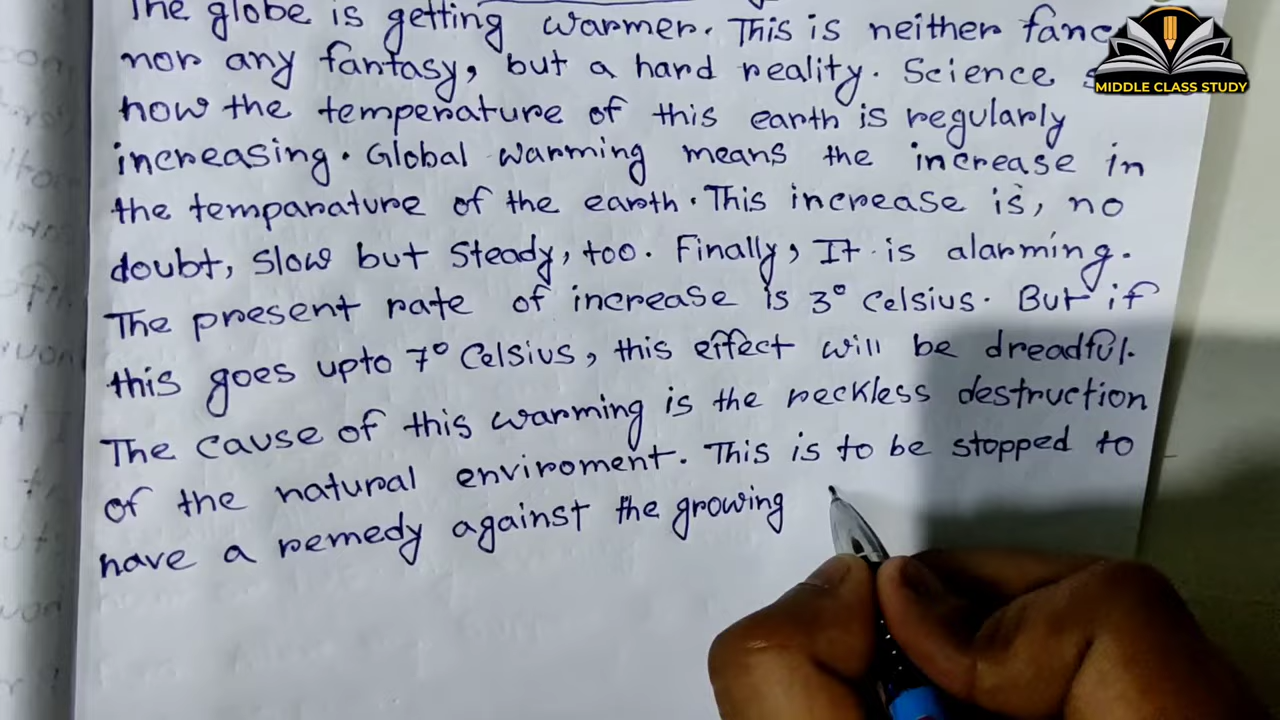 The globe is getting warmer. This is neither
nor any fantasy, but a hard reality. Science
how the temperature of this earth is regularly
increasing. Global warming means the increase in
the temparature of the earth. This increase is, no
doubt, slow but steady, too. Finally, It is alarming.
The present rate of increase is 3° Celsius. But if
this goes upto 7° Celsius, this effect will be dreadful.
The cause of this warming is the reckless destruction
of the natural enviroment. This is to be stopped to
have a remedy against the growing
MIDDLE CLASS STUDY